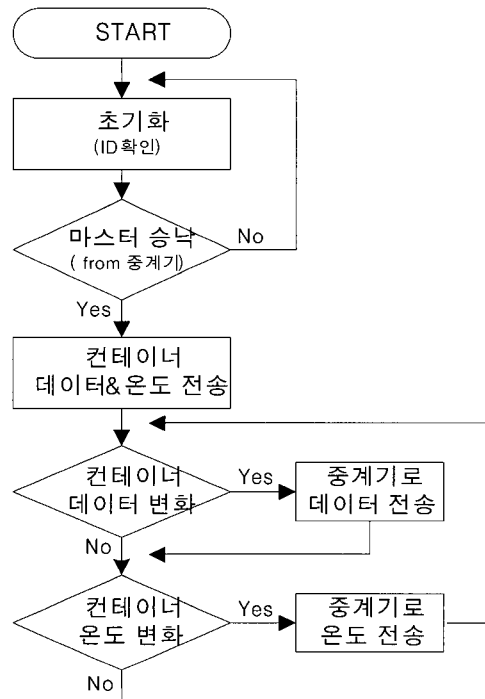 START
초기화
(ID확인)
마스터 승낙
( from 중계기)
No
Yes
컨테이너
데이터&온도 전송
컨테이너
데이터 변화
Yes
중계기로
데이터 전송
No
컨테이너
온도 변화
Yes
중계기로
온도 전송
No